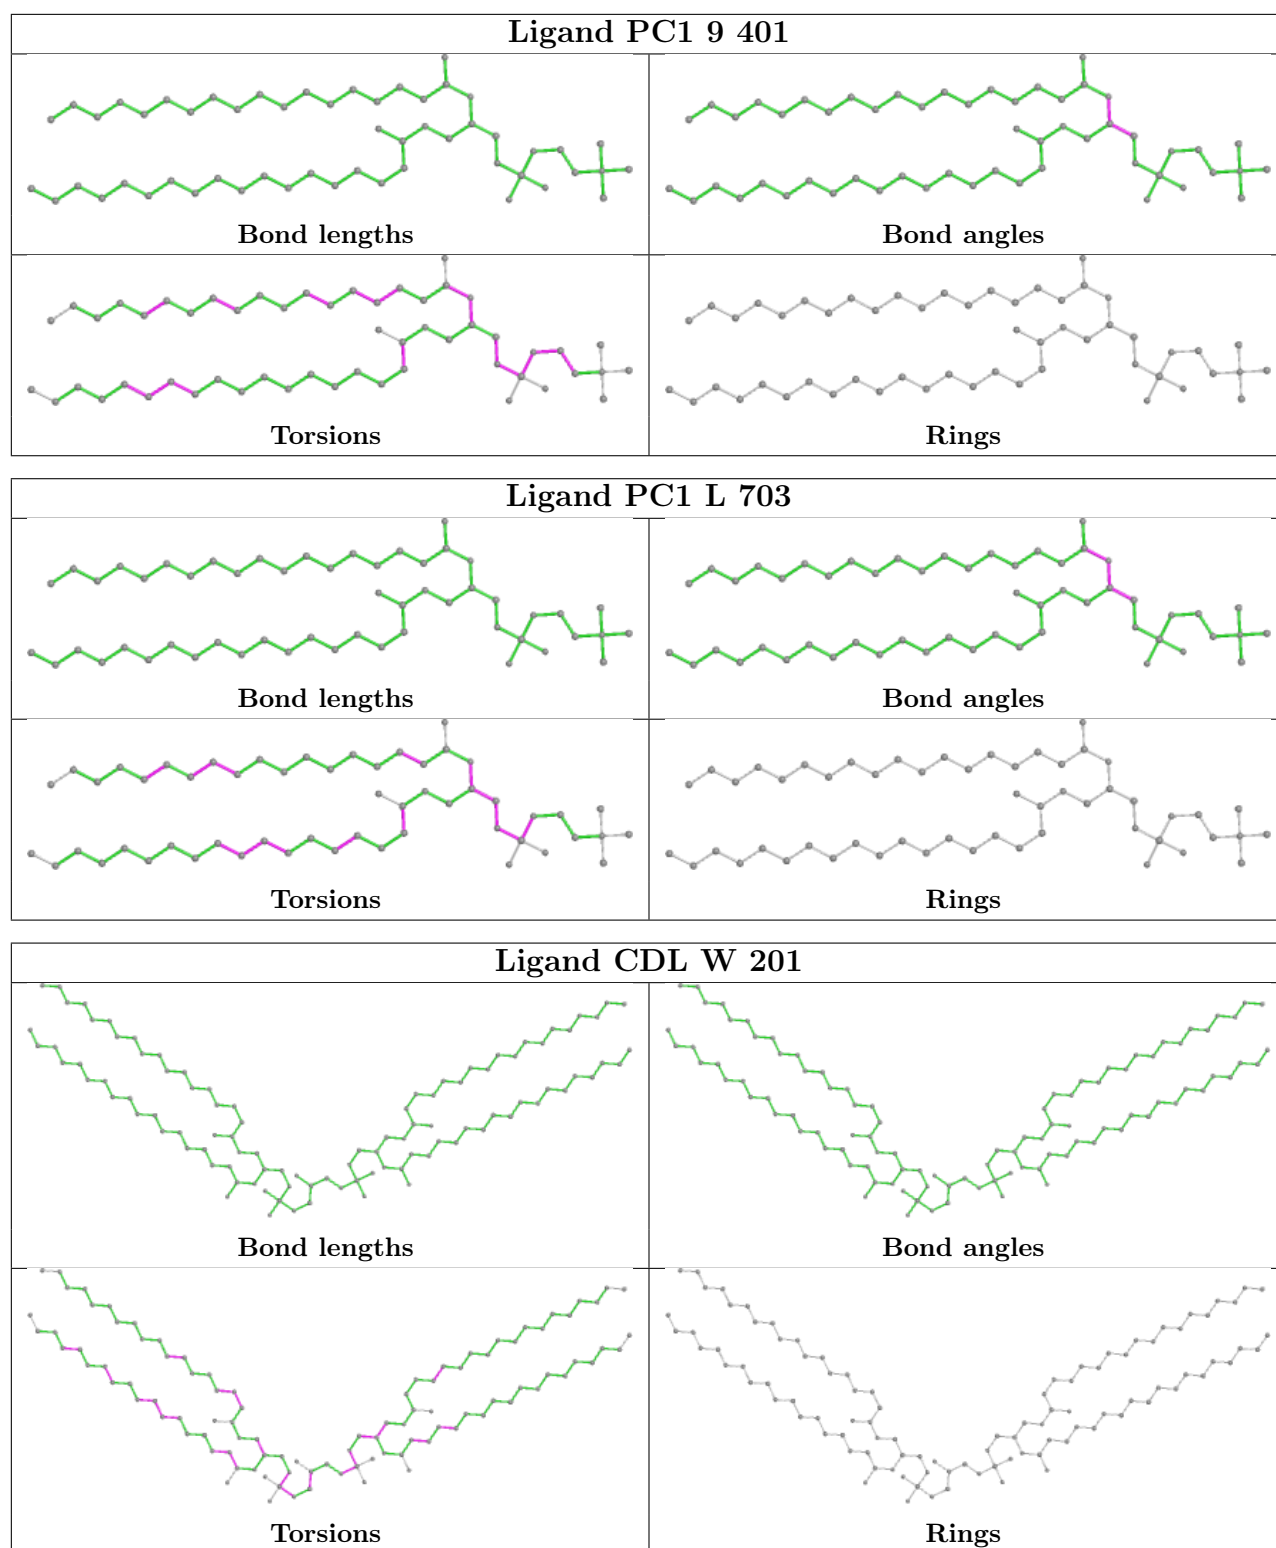 Ligand PC1 9 401
Bond lengths
Bond angles
Torsions
Rings
Ligand PC1 L 703
Bond lengths
Bond angles
Torsions
Rings
Ligand CDL W 201
Bond lengths
Bond angles
Torsions
Rings